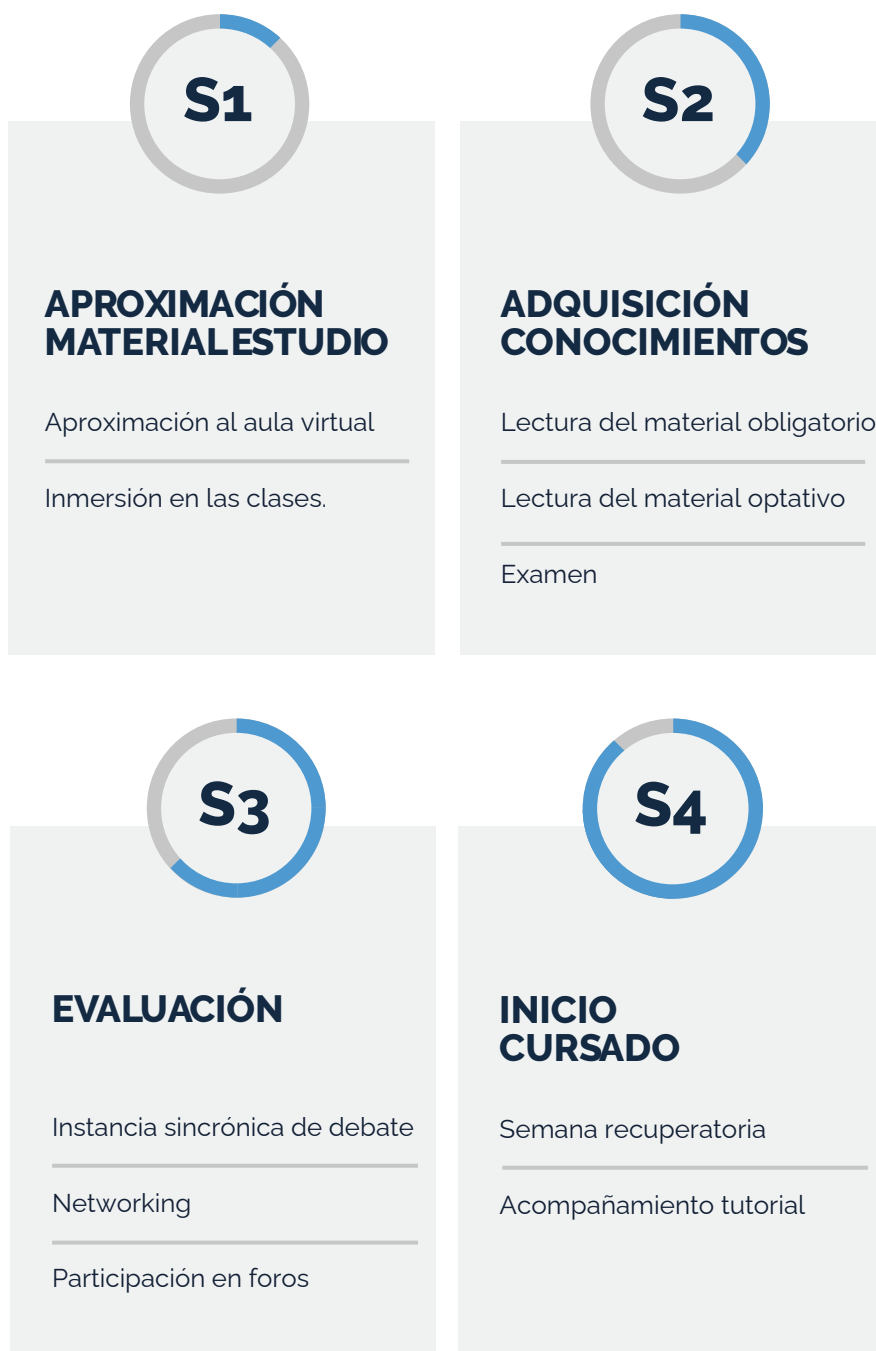 S1
APROXIMACIÓN
MATERIAL ESTUDIO
Aproximación al aula virtual
Inmersión en las clases.
S2
ADQUISICIÓN
CONOCIMIENTOS
Lectura del material obligatorio
Lectura del material optativo
Examen
S3
EVALUACIÓN
Instancia sincrónica de debate
Networking
Participación en foros
S4
INICIO
CURSADO
Semana recuperatoria
Acompañamiento tutorial